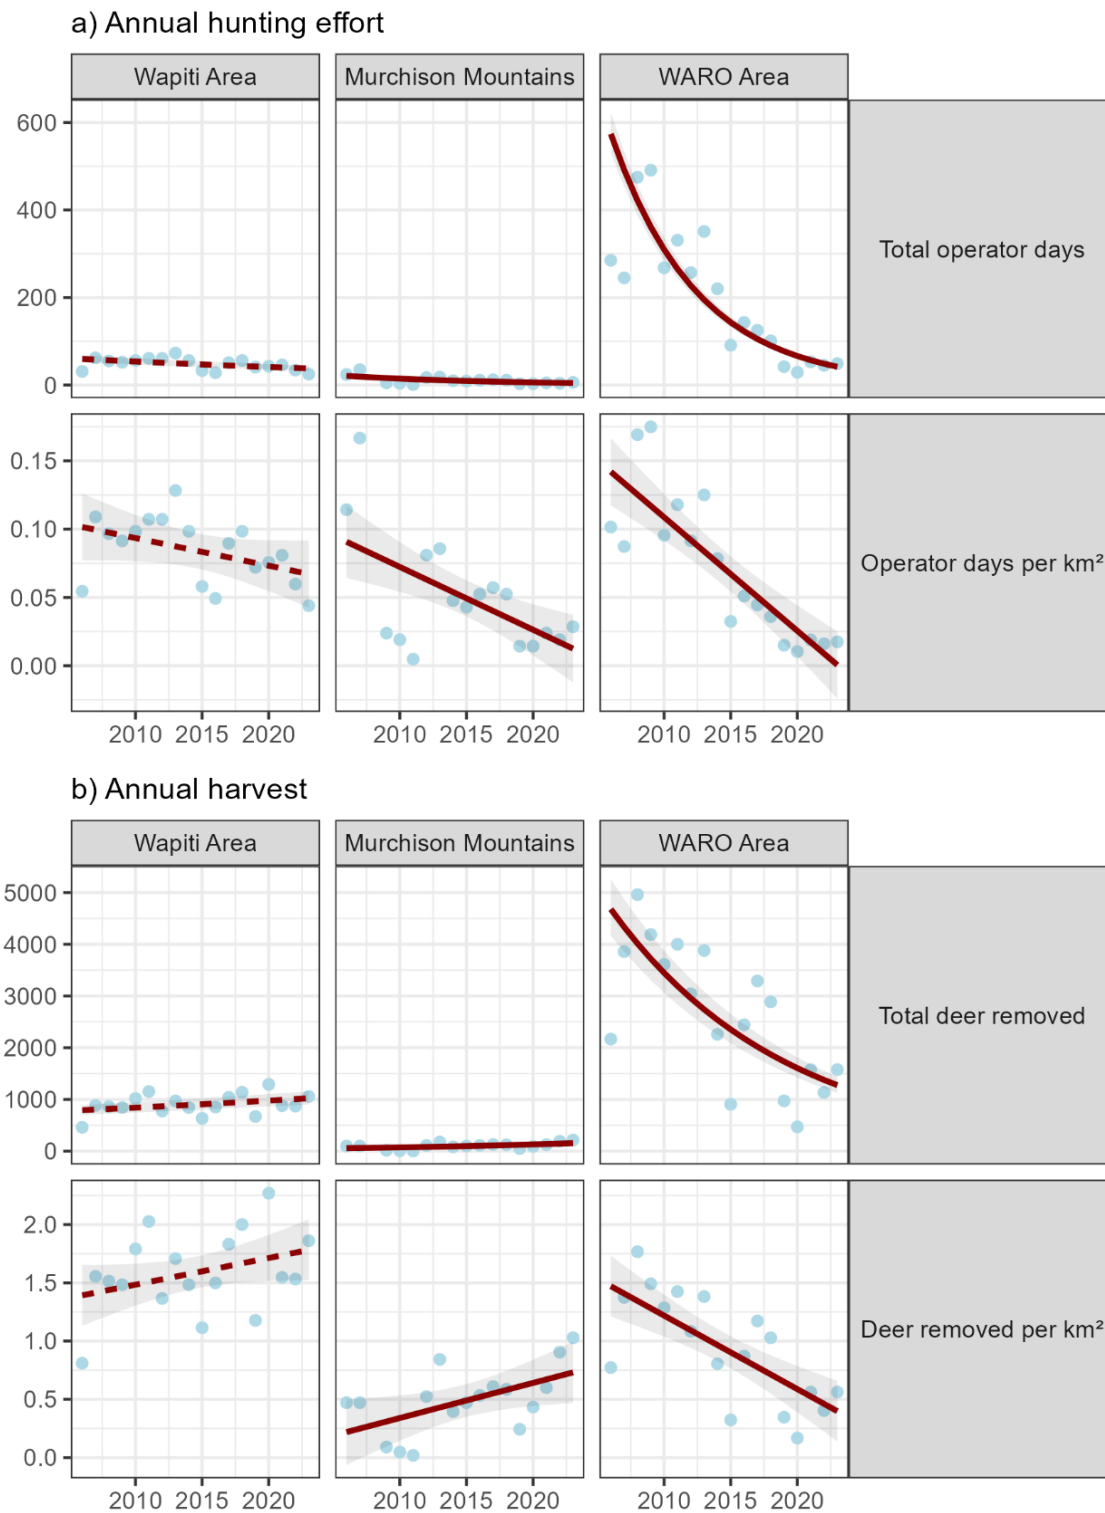 a) Annual hunting effort
Wapiti Area
Murchison Mountains
WARO Area
600
400
200
0
Total operator days
0.15
0.10
0.05
0.00
Operator days per km²
2010 2015 2020
2010 2015 2020
2010 2015 2020
b) Annual harvest
Wapiti Area
Murchison Mountains
WARO Area
5000
4000
3000
2000
1000
0
Total deer removed
2.0
1.5
1.0
0.5
0.0
Deer removed per km²
2010 2015 2020
2010 2015 2020
2010 2015 2020